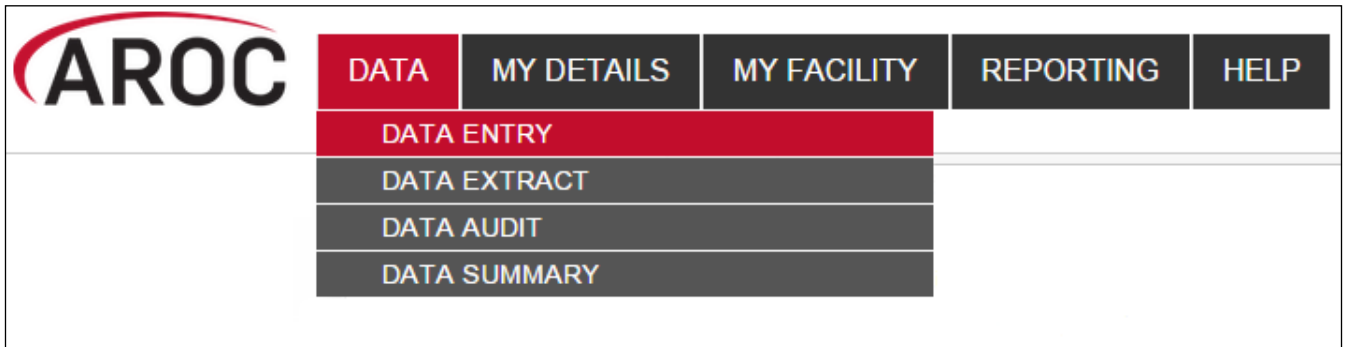 AROC DATA MY DETAILS MY FACILITY REPORTING HELP
DATA ENTRY
DATA EXTRACT
DATA AUDIT
DATA SUMMARY